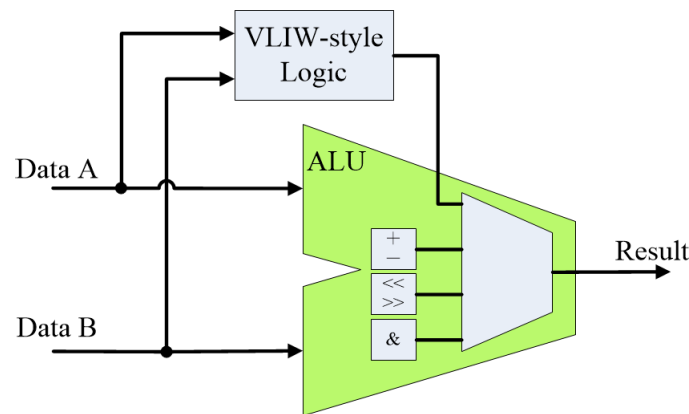 VLIW-style
Logic
ALU
Data A
+
−
<<
>>
&
Result
Data B